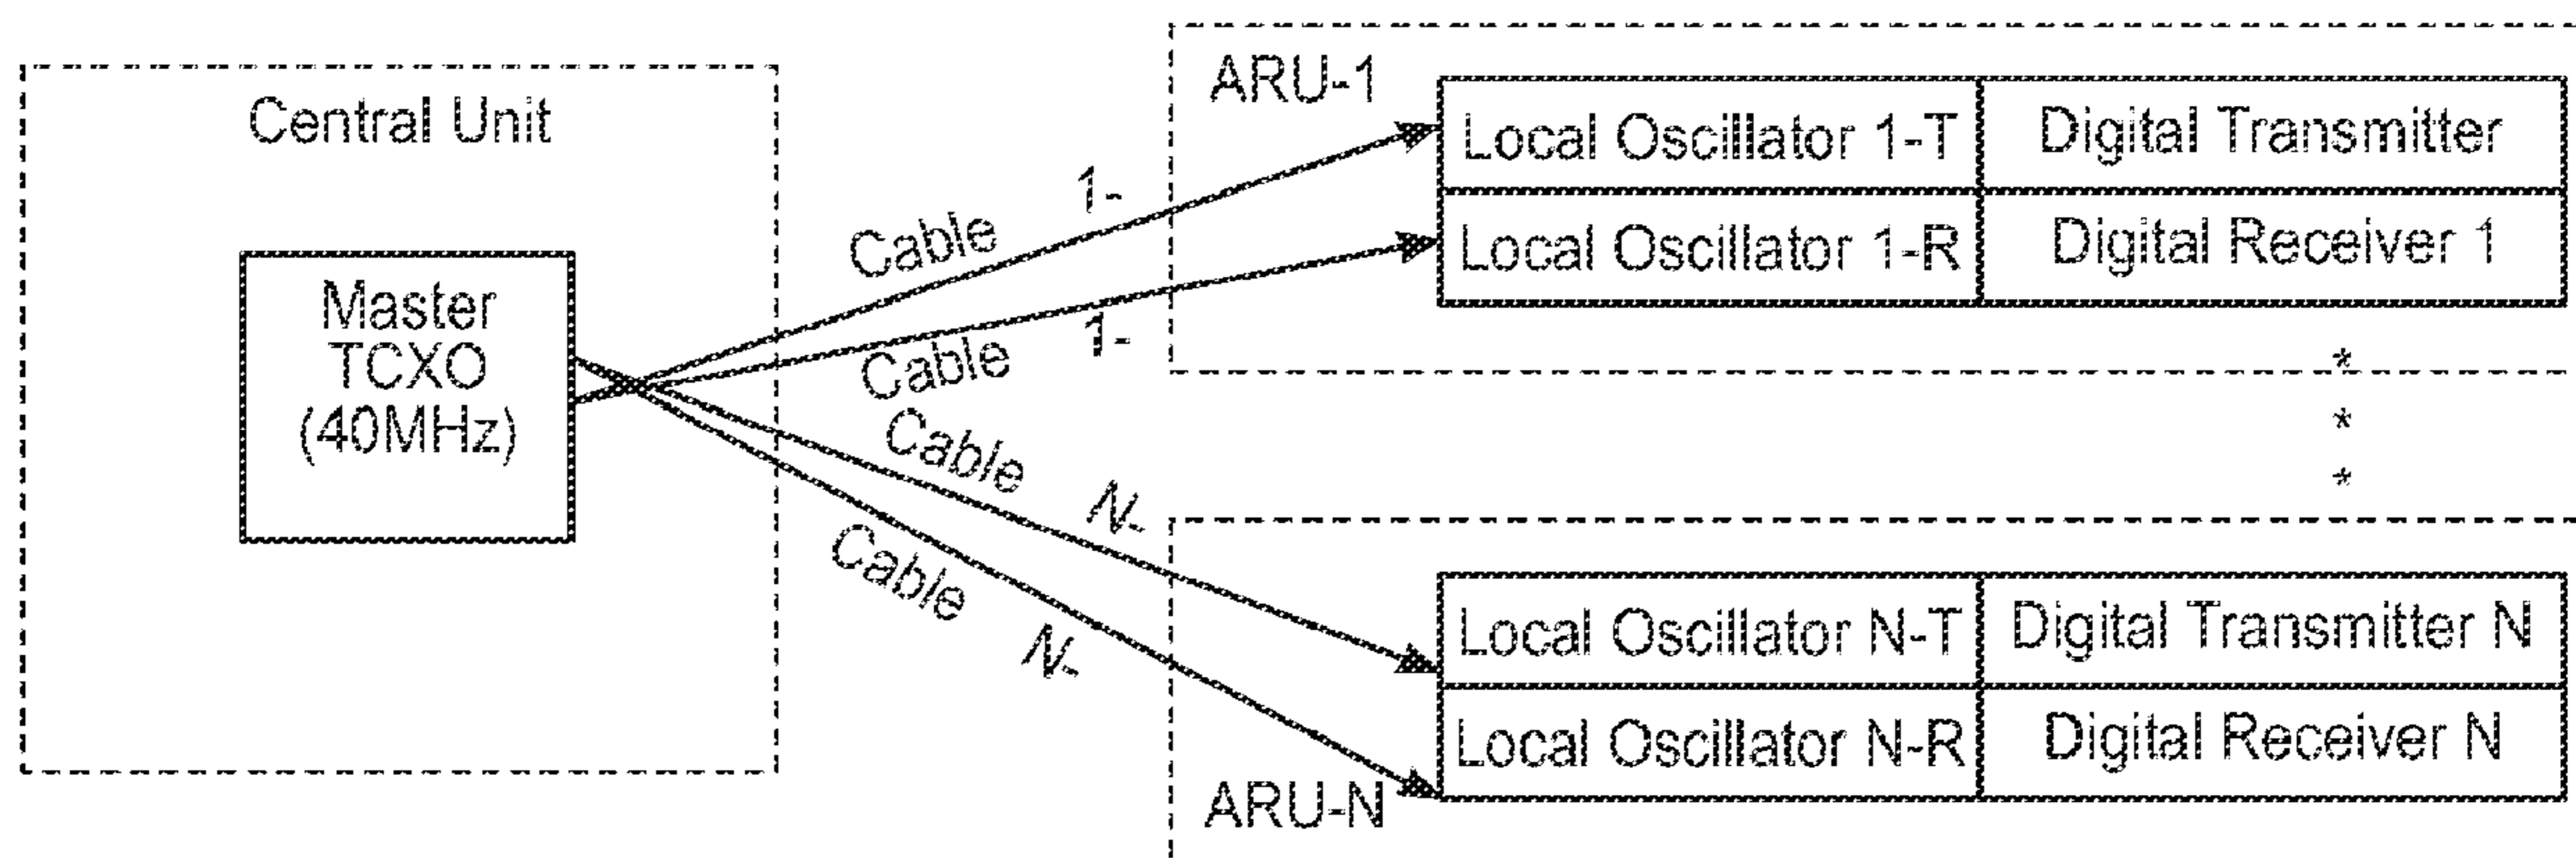 Central Unit
Master
TCXO
(40MHz)
Cable 1-
Cable 1-
Cable N-
Cable N-
ARU-1
Local Oscillator 1-T
Digital Transmitter
Local Oscillator 1-R
Digital Receiver 1
*
*
*
Local Oscillator N-T
Digital Transmitter N
Local Oscillator N-R
Digital Receiver N
ARU-N